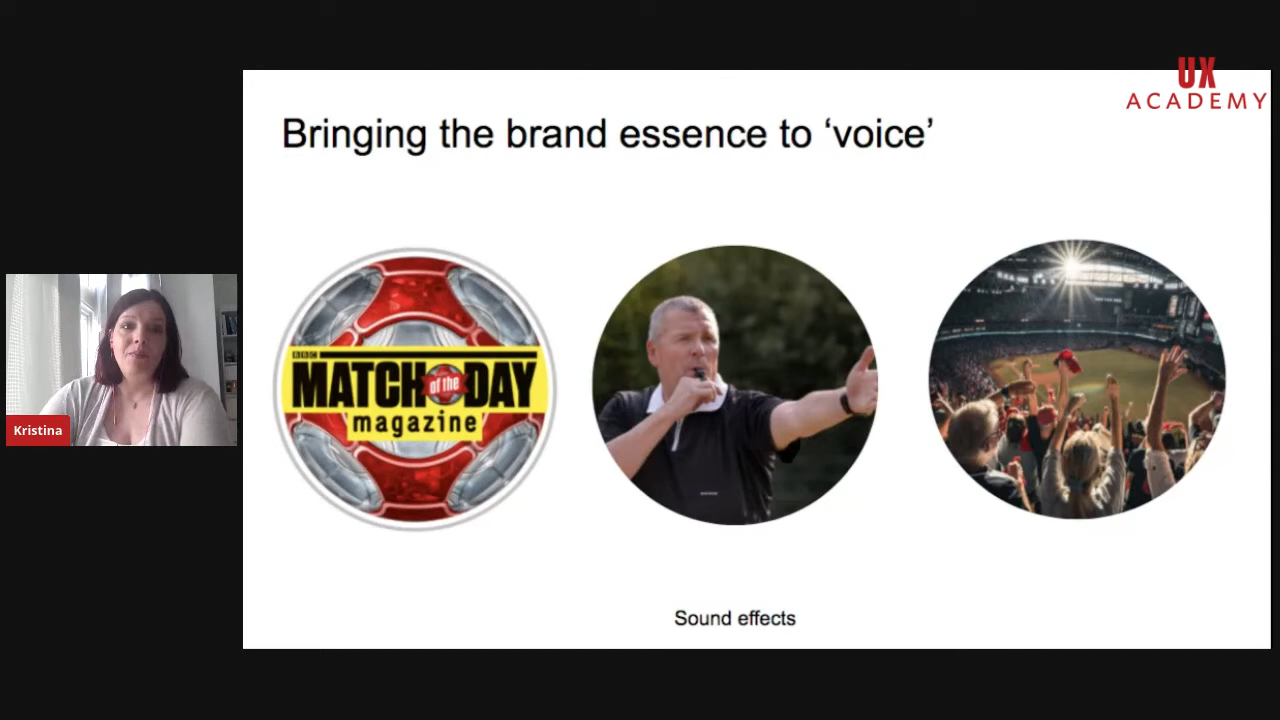 UX
ACADEMY
Bringing the brand essence to ‘voice’
BBC
MATCH of the DAY
magazine
Kristina
Sound effects